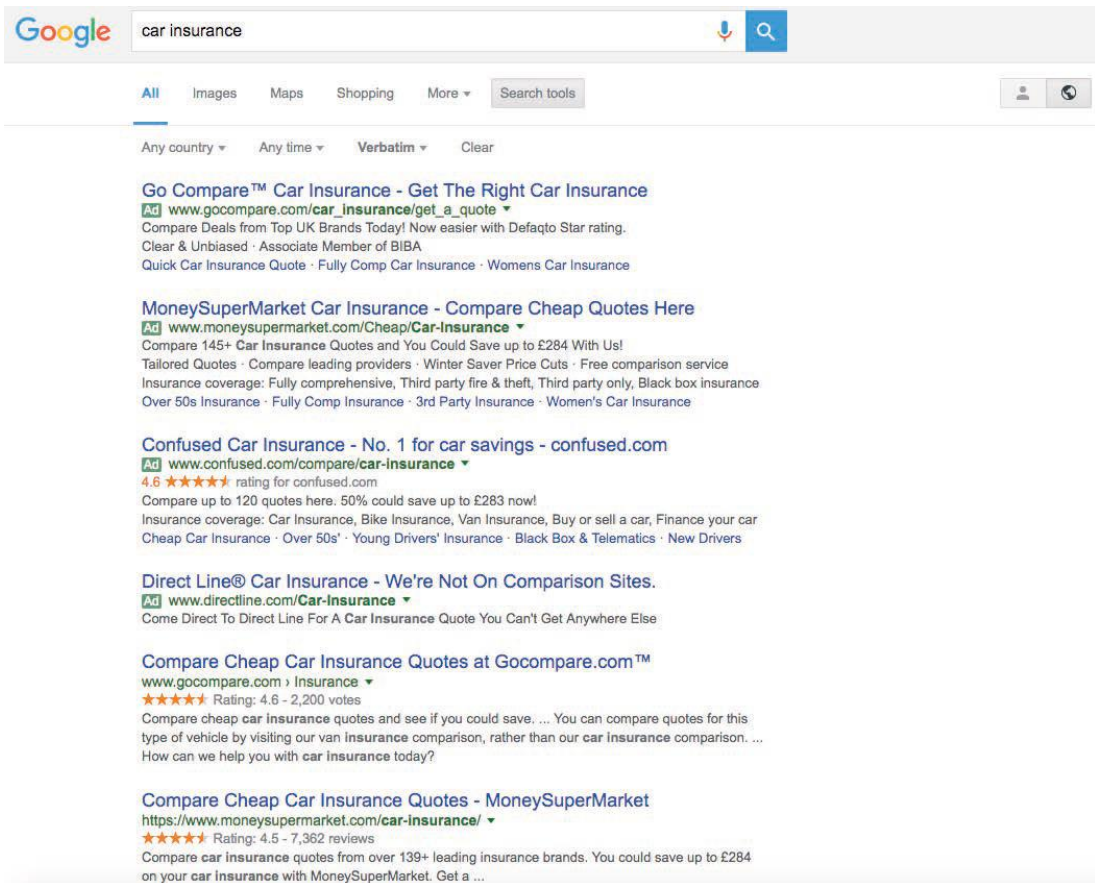 Google car insurance
All Images Maps Shopping More Search tools
Any country Any time Verbatim Clear
Go Compare™ Car Insurance - Get The Right Car Insurance
Ad www.gocompare.com/car_insurance/get_a_quote
Compare Deals from Top UK Brands Today! Now easier with Defaqto Star rating.
Clear & Unbiased · Associate Member of BIBA
Quick Car Insurance Quote · Fully Comp Car Insurance · Womens Car Insurance
MoneySuperMarket Car Insurance - Compare Cheap Quotes Here
Ad www.moneysupermarket.com/Cheap/Car-Insurance
Compare 145+ Car Insurance Quotes and You Could Save up to £284 With Us!
Tailored Quotes · Compare leading providers · Winter Saver Price Cuts · Free comparison service
Insurance coverage: Fully comprehensive, Third party fire & theft, Third party only, Black box insurance
Over 50s Insurance · Fully Comp Insurance · 3rd Party Insurance · Women's Car Insurance
Confused Car Insurance - No. 1 for car savings - confused.com
Ad www.confused.com/compare/car-insurance
4.6 rating for confused.com
Compare up to 120 quotes here. 50% could save up to £283 now!
Insurance coverage: Car Insurance, Bike Insurance, Van Insurance, Buy or sell a car, Finance your car
Cheap Car Insurance · Over 50s' · Young Drivers' Insurance · Black Box & Telematics · New Drivers
Direct Line® Car Insurance - We're Not On Comparison Sites.
Ad www.directline.com/Car-Insurance
Come Direct To Direct Line For A Car Insurance Quote You Can't Get Anywhere Else
Compare Cheap Car Insurance Quotes at Gocompare.com™
www.gocompare.com › Insurance
Rating: 4.6 - 2,200 votes
Compare cheap car insurance quotes and see if you could save. ... You can compare quotes for this
type of vehicle by visiting our van insurance comparison, rather than our car insurance comparison. ...
How can we help you with car insurance today?
Compare Cheap Car Insurance Quotes - MoneySuperMarket
https://www.moneysupermarket.com/car-insurance/
Rating: 4.5 - 7,362 reviews
Compare car insurance quotes from over 139+ leading insurance brands. You could save up to £284
on your car insurance with MoneySuperMarket. Get a ...